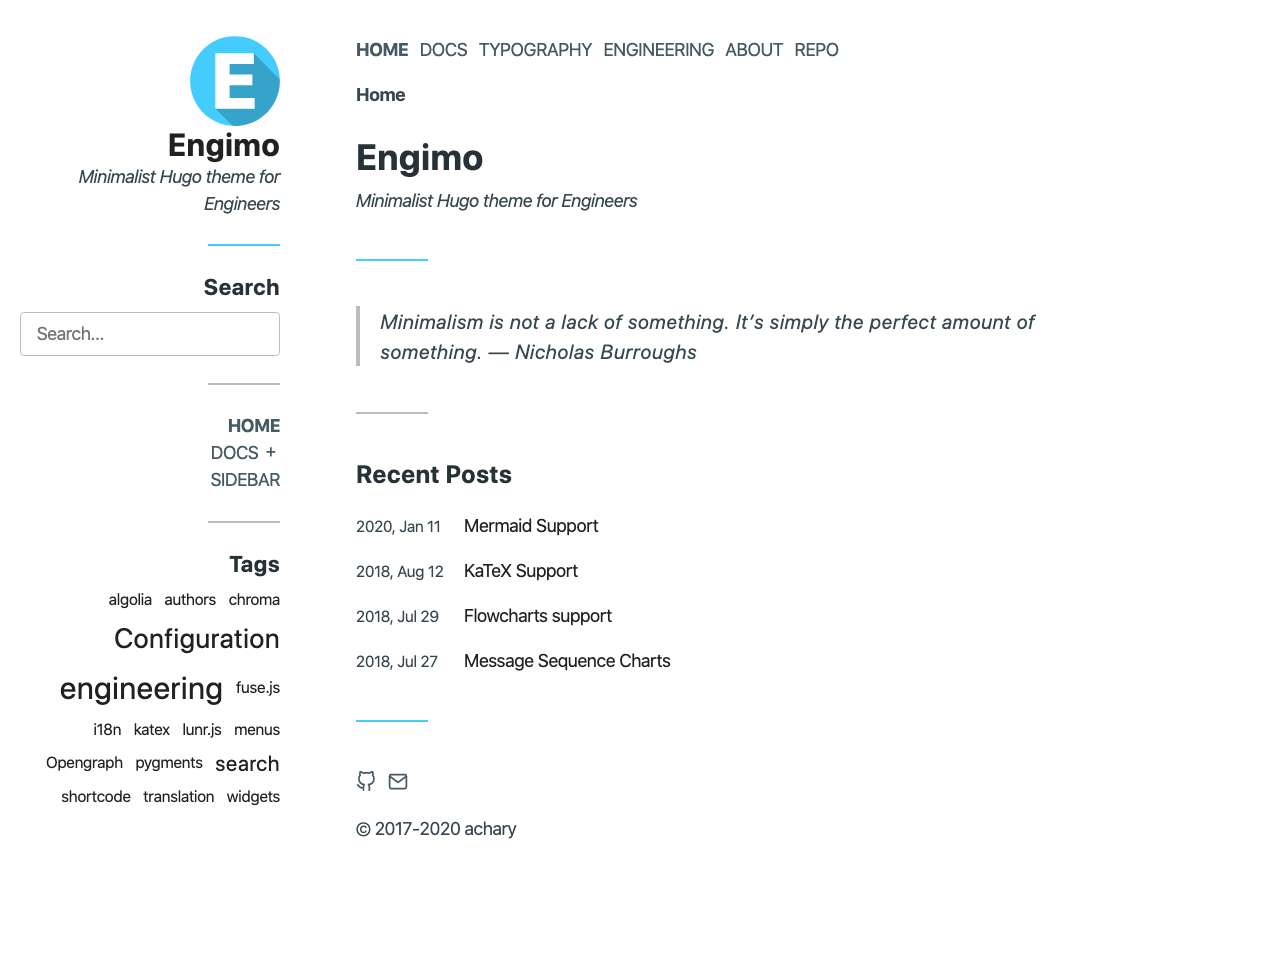 E
Engimo
Minimalist Hugo theme for
Engineers
Search
Search...
HOME
DOCS +
SIDEBAR
Tags
algolia authors chroma
Configuration
engineering fuse.js
i18n katex lunr.js menus
Opengraph pygments search
shortcode translation widgets
HOME DOCS TYPOGRAPHY ENGINEERING ABOUT REPO
Home
Engimo
Minimalist Hugo theme for Engineers
Minimalism is not a lack of something. It’s simply the perfect amount of
something. — Nicholas Burroughs
Recent Posts
2020, Jan 11 Mermaid Support
2018, Aug 12 KaTeX Support
2018, Jul 29 Flowcharts support
2018, Jul 27 Message Sequence Charts
© 2017-2020 achary